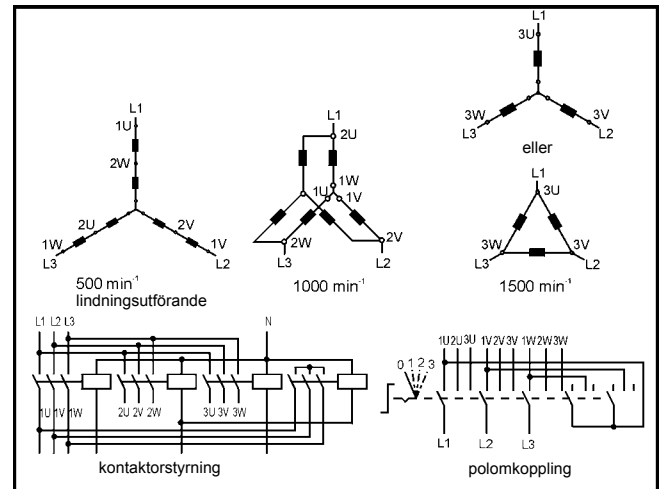 L1
3U
3W
3V
L3
L2
eller
L1
1U
2W
2U
2V
1W
1V
L3
L2
500 min⁻¹
lindningsutförande
L1
2U
1W
1U
1V
2W
2V
L3
L2
1000 min⁻¹
L1
3U
3W
3V
L3
L2
1500 min⁻¹
L1 L2 L3
N
1U 1V 1W
2U 2V 2W
3U 3V 3W
kontaktorstyrning
1U 2U 3U 1V 2V 3V 1W 2W 3W
0 1 2 3
L1 L2 L3
polomkoppling